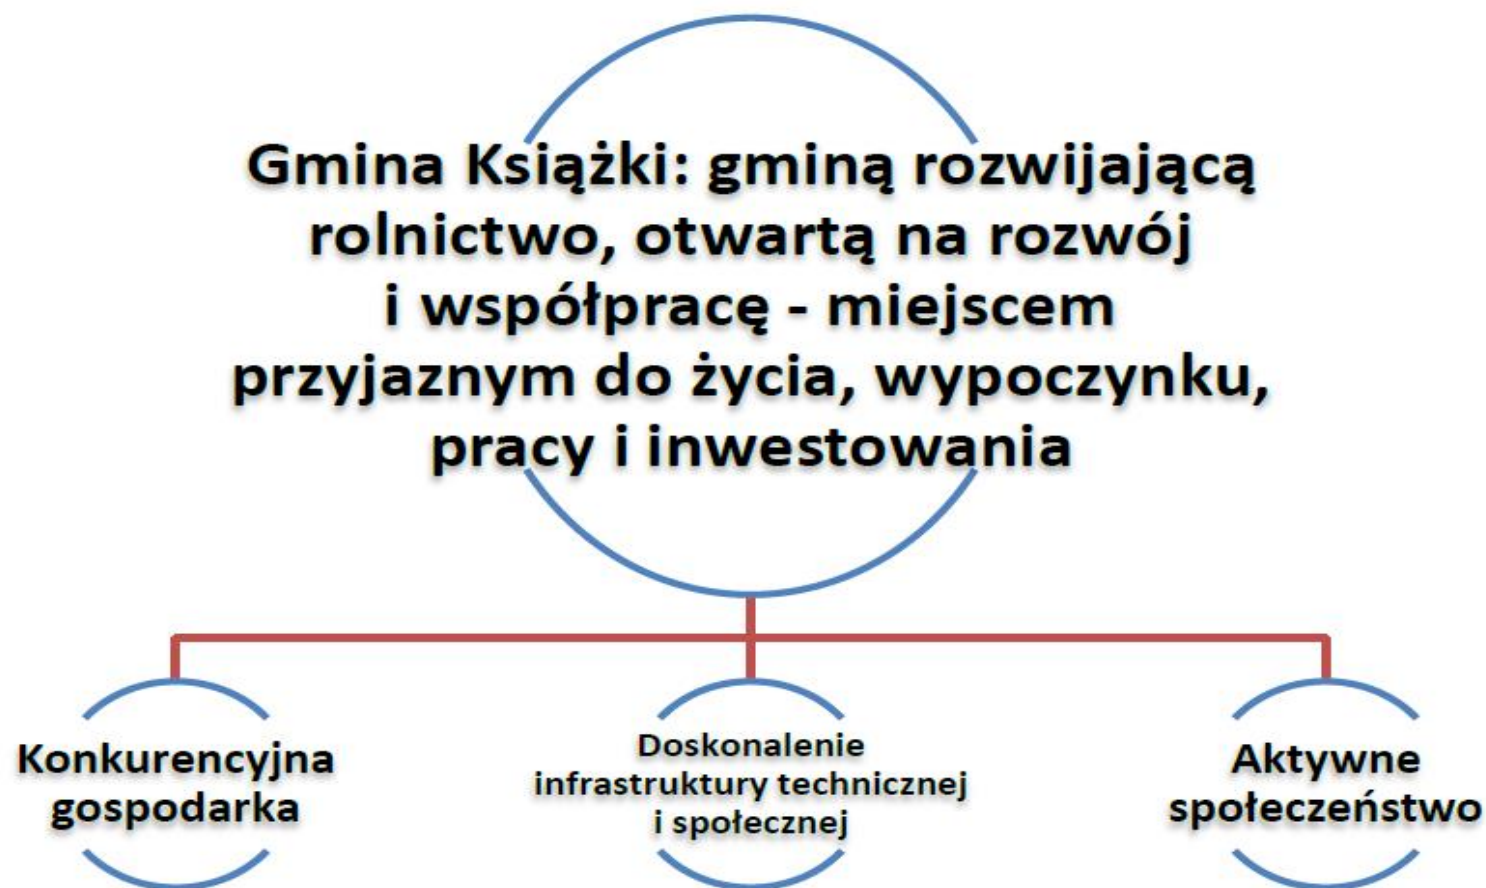 Gmina Książki: gminą rozwijającą
rolnictwo, otwartą na rozwój
i współpracę - miejscem
przyjaznym do życia, wypoczynku,
pracy i inwestowania
Konkurencyjna
gospodarka
Doskonalenie
infrastruktury technicznej
i społecznej
Aktywne
społeczeństwo